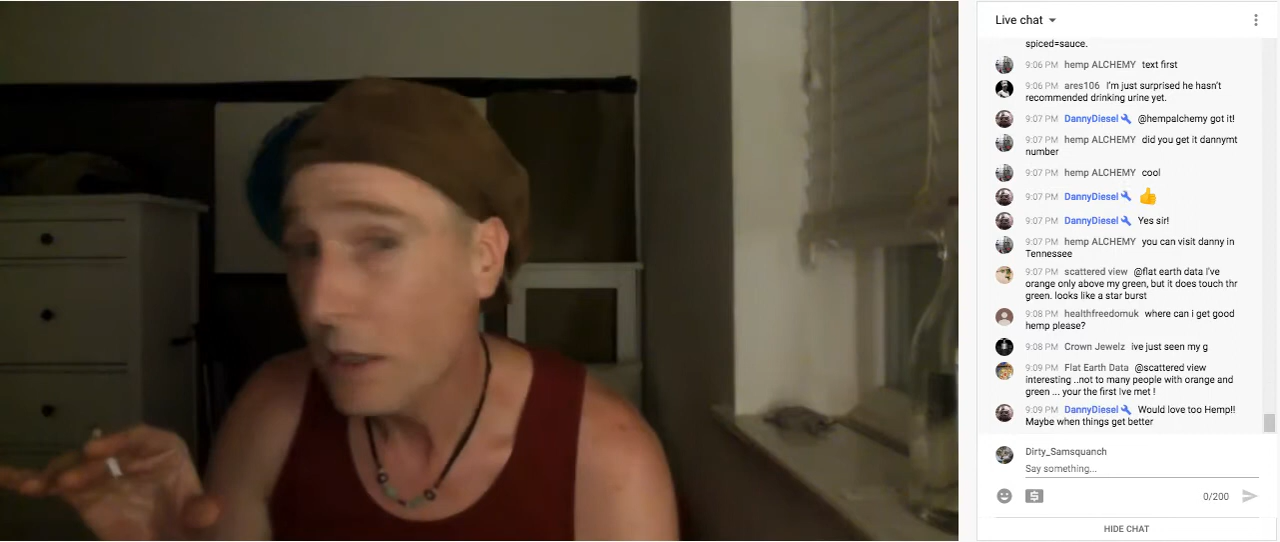 Live chat
spiced=sauce.
9:06 PM hemp ALCHEMY text first
9:06 PM ares106 I'm just surprised he hasn't
recommended drinking urine yet.
9:07 PM DannyDiesel @hempalchemy got it!
9:07 PM hemp ALCHEMY did you get it dannymt
number
9:07 PM hemp ALCHEMY cool
9:07 PM DannyDiesel 👍
9:07 PM DannyDiesel Yes sir!
9:07 PM hemp ALCHEMY you can visit danny in
Tennessee
9:07 PM scattered view @flat earth data I've
orange only above my green, but it does touch thr
green. looks like a star burst
9:08 PM healthfreedomuk where can i get good
hemp please?
9:08 PM Crown Jewelz ive just seen my g
9:09 PM Flat Earth Data @scattered view
interesting ..not to many people with orange and
green ... your the first Ive met !
9:09 PM DannyDiesel Would love too Hemp!!
Maybe when things get better
Dirty_Samsquanch
Say something...
0/200
HIDE CHAT